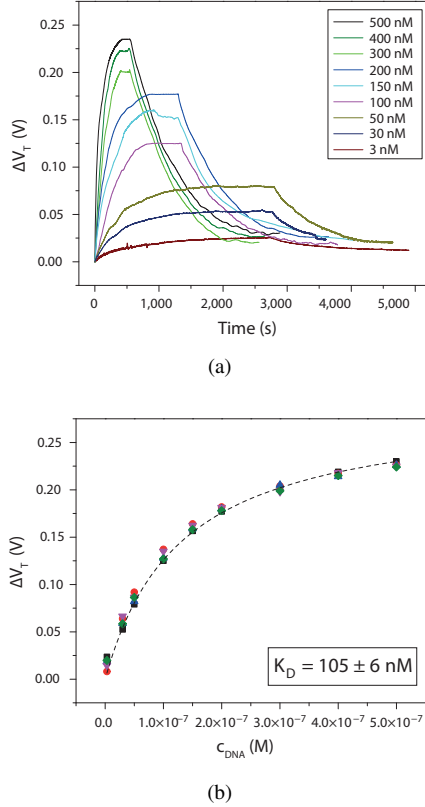 500 nM
400 nM
300 nM
200 nM
150 nM
100 nM
50 nM
30 nM
3 nM
0.25
0.20
0.15
0.10
0.05
0.00
ΔV_T (V)
0 1,000 2,000 3,000 4,000 5,000
Time (s)
(a)
0.25
0.20
0.15
0.10
0.05
0.00
ΔV_T (V)
K_D = 105 ± 6 nM
0.0 1.0×10⁻⁷ 2.0×10⁻⁷ 3.0×10⁻⁷ 4.0×10⁻⁷ 5.0×10⁻⁷
c_DNA (M)
(b)